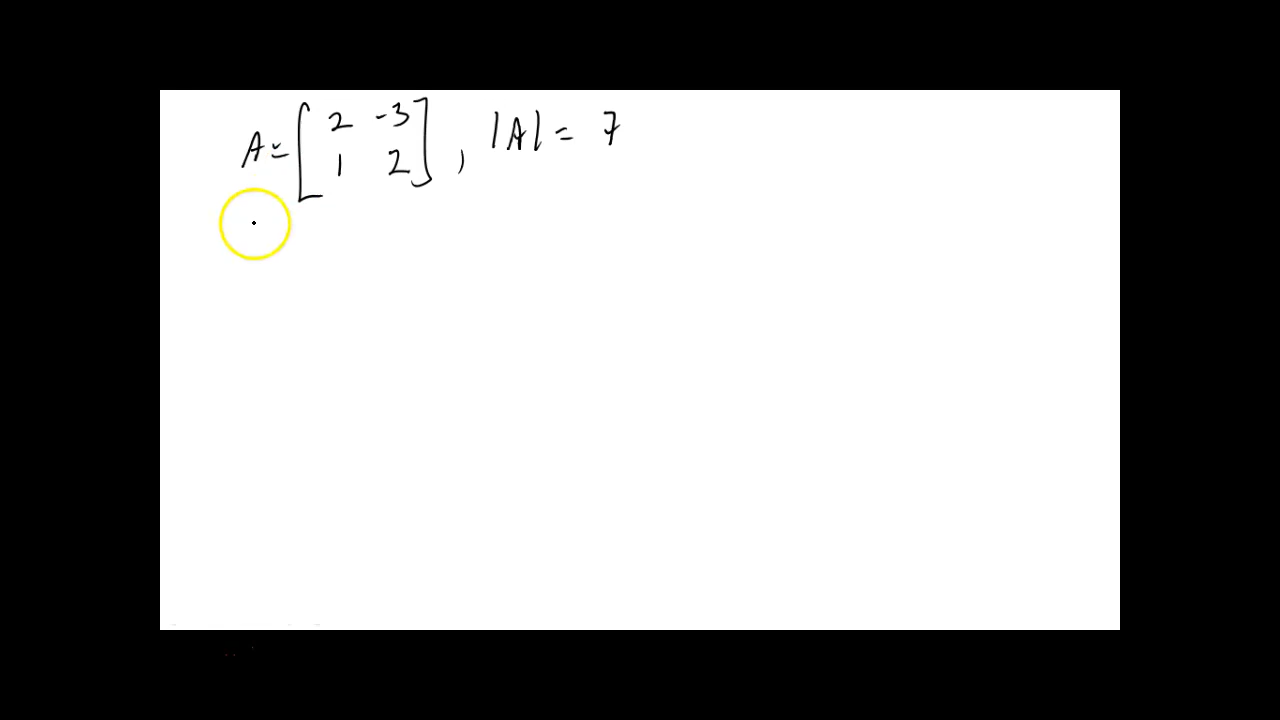 A = [ 2 -3
1 2 ] , |A| = 7